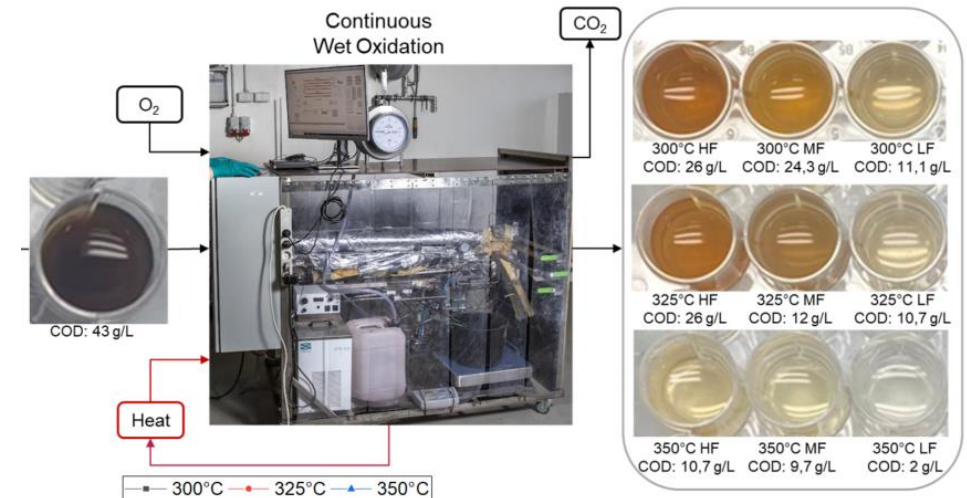 Continuous
Wet Oxidation
O₂
CO₂
COD: 43 g/L
Heat
300°C HF
COD: 26 g/L
300°C MF
COD: 24,3 g/L
300°C LF
COD: 11,1 g/L
325°C HF
COD: 26 g/L
325°C MF
COD: 12 g/L
325°C LF
COD: 10,7 g/L
350°C HF
COD: 10,7 g/L
350°C MF
COD: 9,7 g/L
350°C LF
COD: 2 g/L
300°C 325°C 350°C